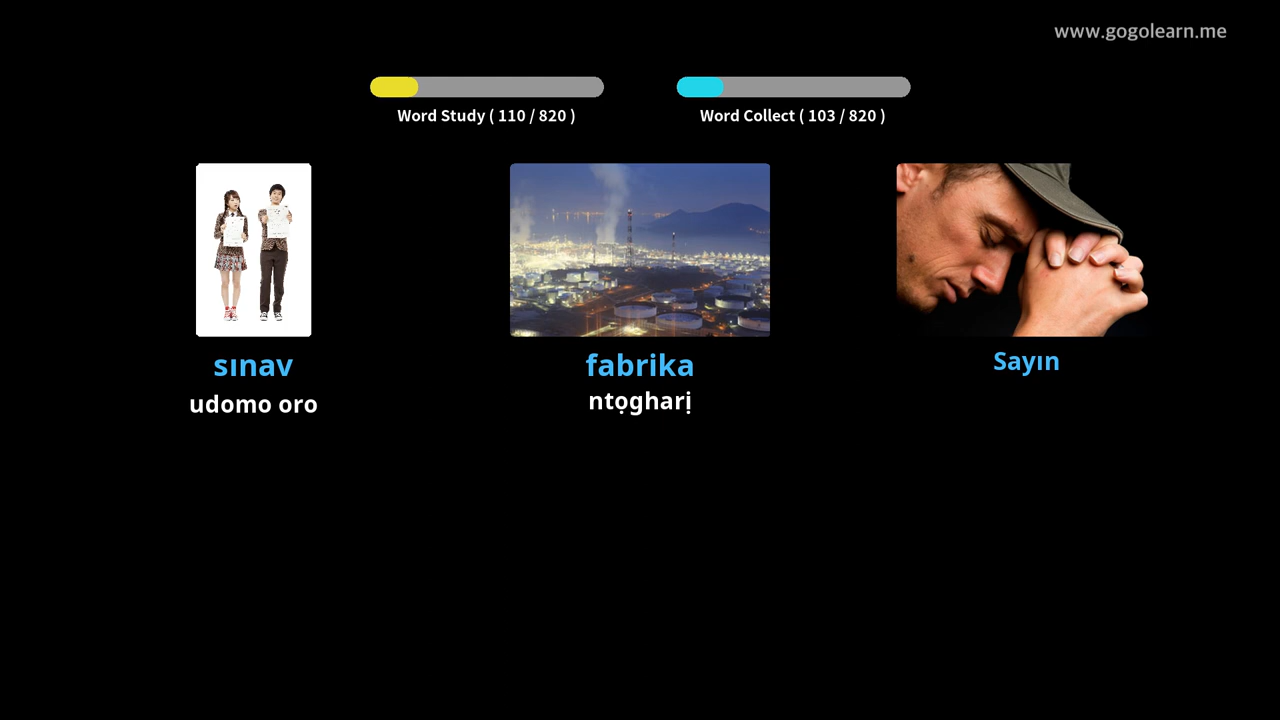 www.gogolearn.me
Word Study ( 110 / 820 )
Word Collect ( 103 / 820 )
sınav
udomo oro
fabrika
ntọgharị
Sayın